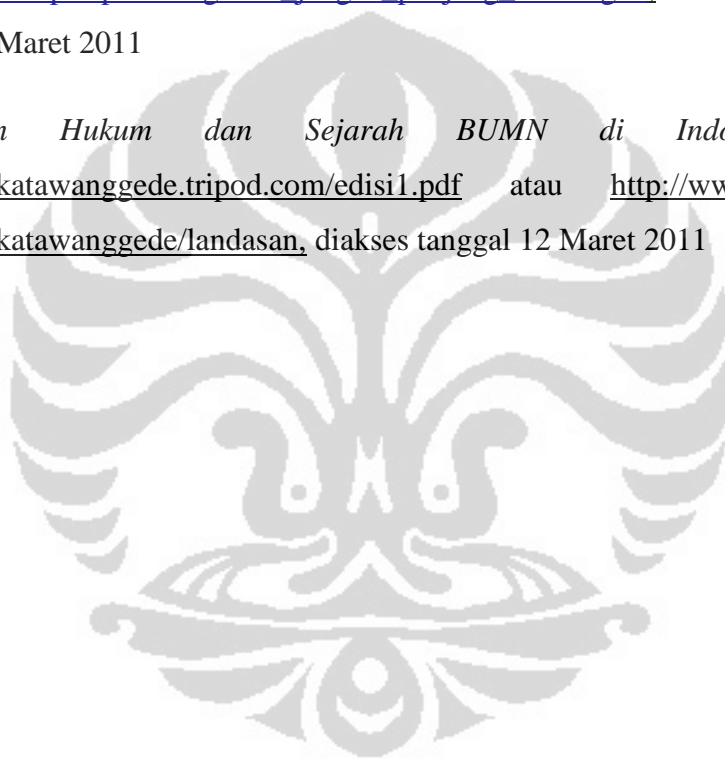 Maret 2011
Hukum dan Sejarah BUMN di Indo
katawanggede.tripod.com/edisi1.pdf atau http://ww
katawanggede/landasan, diakses tanggal 12 Maret 2011